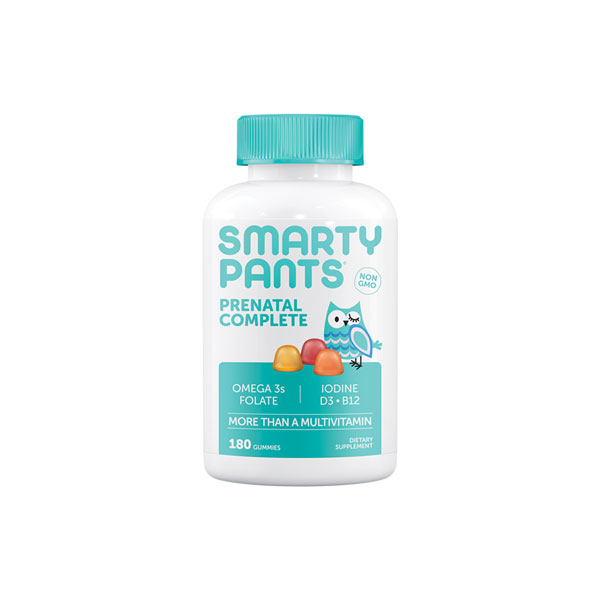 SMARTY
PANTS®
NON
GMO
PRENATAL
COMPLETE
OMEGA 3s
FOLATE
IODINE
D3 + B12
MORE THAN A MULTIVITAMIN
180 GUMMIES
DIETARY
SUPPLEMENT